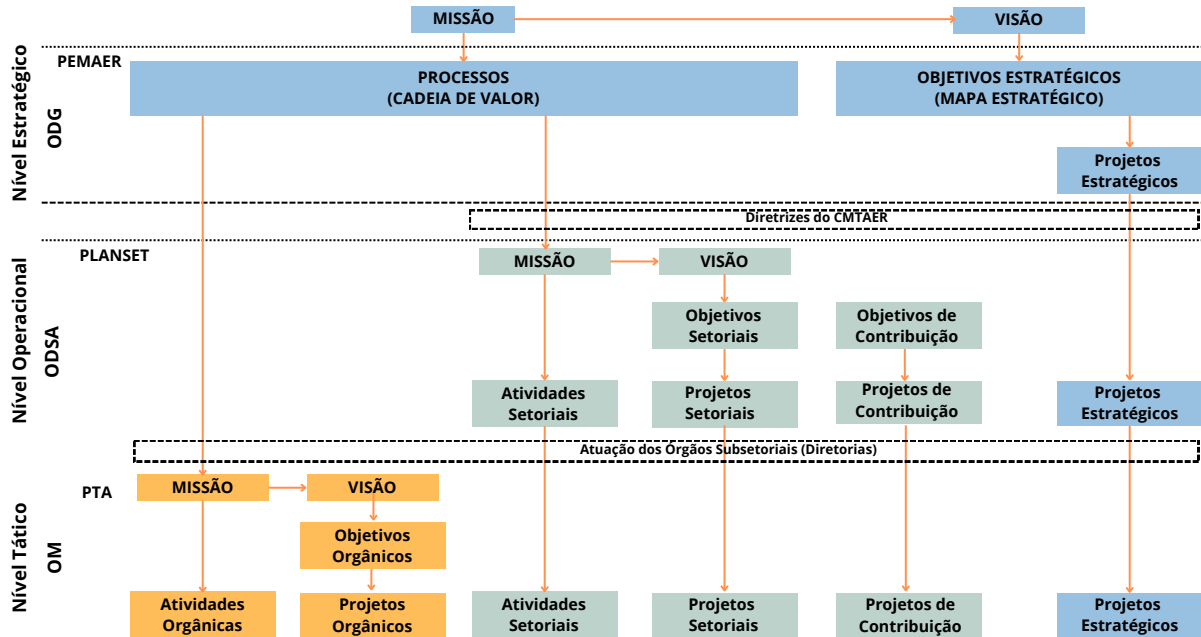 MISSÃO
VISÃO
Nível Estratégico
ODG
PEMAER
PROCESSOS
(CADEIA DE VALOR)
OBJETIVOS ESTRATÉGICOS
(MAPA ESTRATÉGICO)
Projetos
Estratégicos
Diretrizes do CMTAER
Nível Operacional
ODSA
PLANSET
MISSÃO
VISÃO
Objetivos
Setoriais
Objetivos de
Contribuição
Atividades
Setoriais
Projetos
Setoriais
Projetos de
Contribuição
Projetos
Estratégicos
Atuação dos Órgãos Subsetoriais (Diretorias)
Nível Tático
OM
PTA
MISSÃO
VISÃO
Objetivos
Orgânicos
Atividades
Orgânicas
Projetos
Orgânicos
Atividades
Setoriais
Projetos
Setoriais
Projetos de
Contribuição
Projetos
Estratégicos